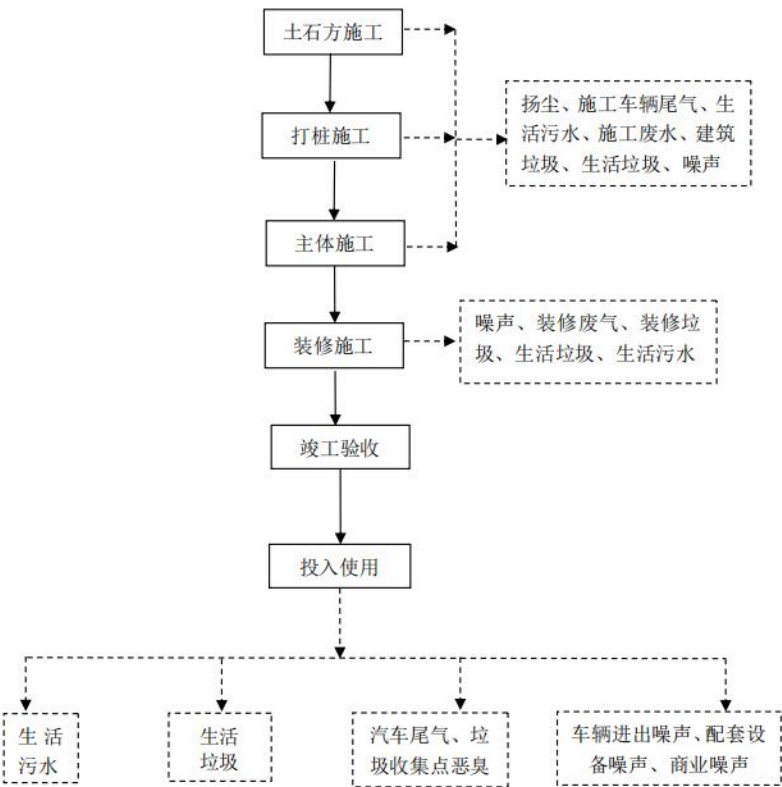 土石方施工
扬尘、施工车辆尾气、生
活污水、施工废水、建筑
垃圾、生活垃圾、噪声
打桩施工
主体施工
装修施工
噪声、装修废气、装修垃
圾、生活垃圾、生活污水
竣工验收
投入使用
生 活
污水
生活
垃圾
汽车尾气、垃
圾收集点恶臭
车辆进出噪声、配套设
备噪声、商业噪声